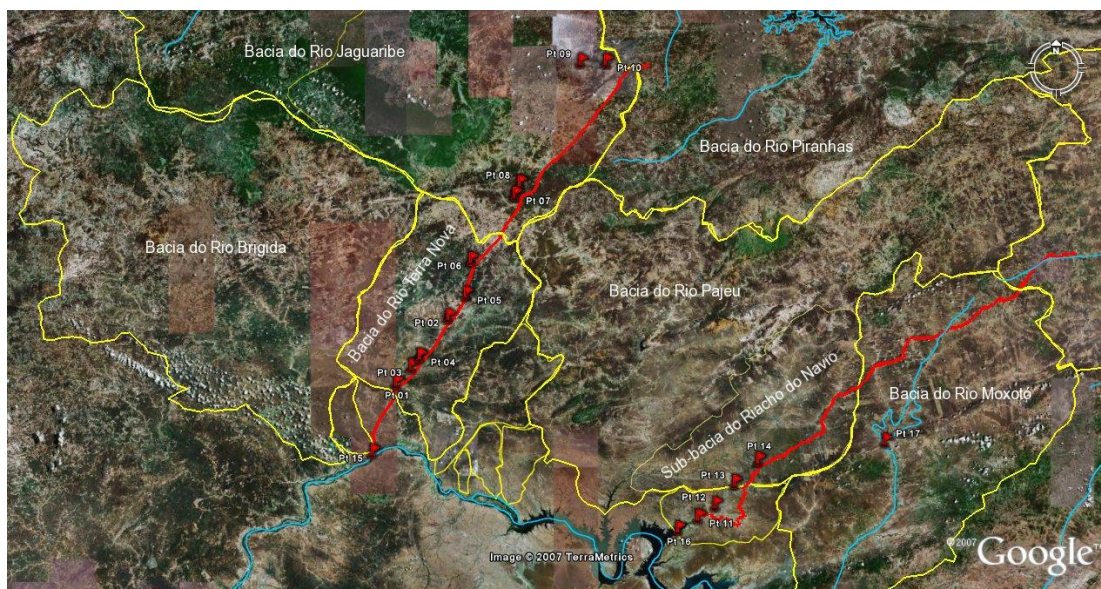 Bacia do Rio Jaguaribe
Pt 09
Pt 10
N
Bacia do Rio Piranhas
Pt 08
Pt 07
Bacia do Rio Brigida
Bacia do Rio Terra Nova
Pt 06
Bacia do Rio Pajeu
Pt 05
Pt 02
Pt 04
Pt 03
Pt 01
Bacia do Rio Moxotó
Sub-bacia do Riacho do Navio
Pt 17
Pt 14
Pt 15
Pt 13
Pt 12
Pt 11
Pt 16
Image © 2007 TerraMetrics
©2007 Google™